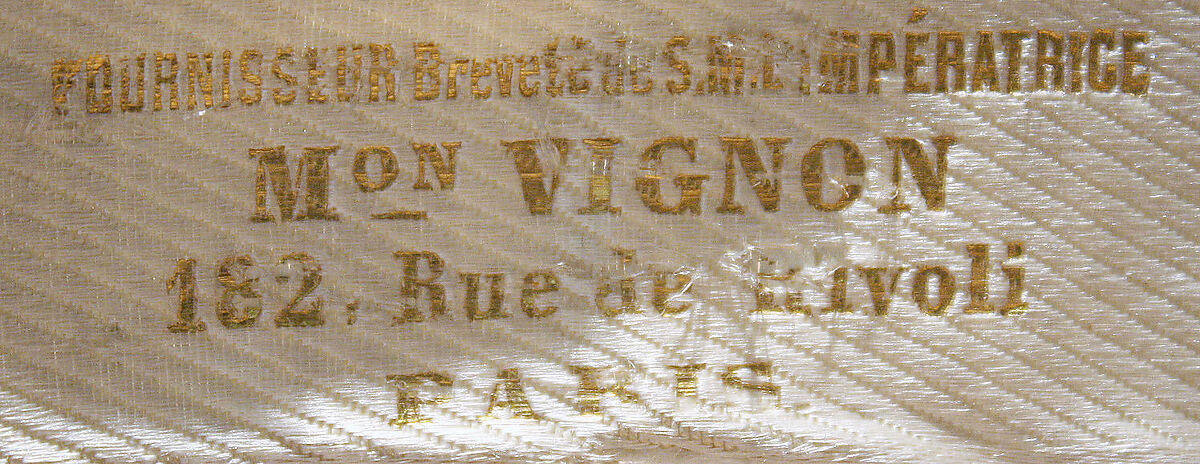 FOURNISSEUR Breveté de S.M. L'IMPÉRATRICE
MON VIGNON
182, Rue de Rivoli
PARIS